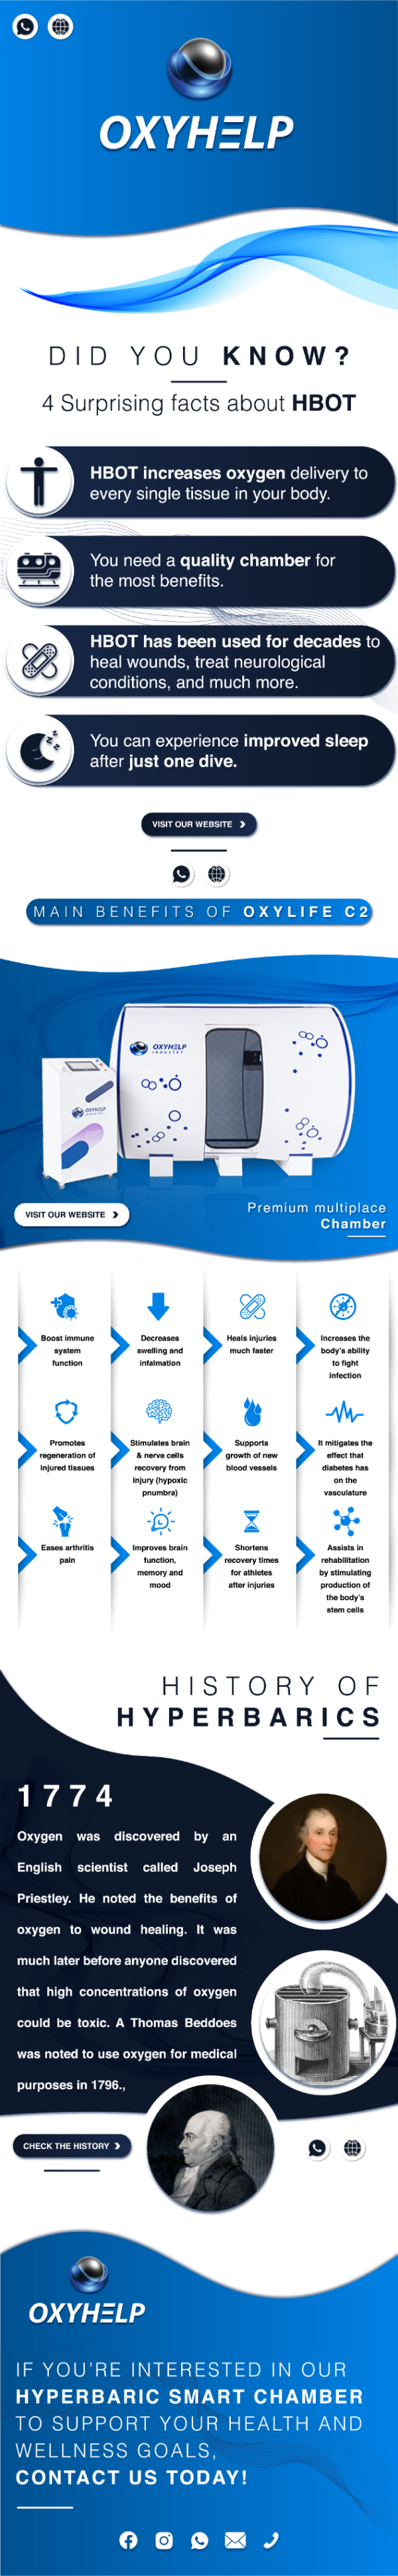 OXYHELP
DID YOU KNOW?
4 Surprising facts about HBOT
HBOT increases oxygen delivery to
every single tissue in your body.
You need a quality chamber for
the most benefits.
HBOT has been used for decades to
heal wounds, treat neurological
conditions, and much more.
You can experience improved sleep
after just one dive.
VISIT OUR WEBSITE
MAIN BENEFITS OF OXYLIFE C2
OXYHELP
INDUSTRY
OXYHELP
INDUSTRY
VISIT OUR WEBSITE
Premium multiplace
Chamber
Boost immune
system
function
Decreases
swelling and
infalmation
Heals injuries
much faster
Increases the
body's ability
to fight
infection
Promotes
regeneration of
injured tissues
Stimulates brain
& nerve cells
recovery from
injury (hypoxic
pnumbra)
Supports
growth of new
blood vessels
It mitigates the
effect that
diabetes has
on the
vasculature
Eases arthritis
pain
Improves brain
function,
memory and
mood
Shortens
recovery times
for athletes
after injuries
Assists in
rehabilitation
by stimulating
production of
the body's
stem cells
HISTORY OF
HYPERBARICS
1774
Oxygen was discovered by an
English scientist called Joseph
Priestley. He noted the benefits of
oxygen to wound healing. It was
much later before anyone discovered
that high concentrations of oxygen
could be toxic. A Thomas Beddoes
was noted to use oxygen for medical
purposes in 1796.,
CHECK THE HISTORY
OXYHELP
IF YOU'RE INTERESTED IN OUR
HYPERBARIC SMART CHAMBER
TO SUPPORT YOUR HEALTH AND
WELLNESS GOALS,
CONTACT US TODAY!